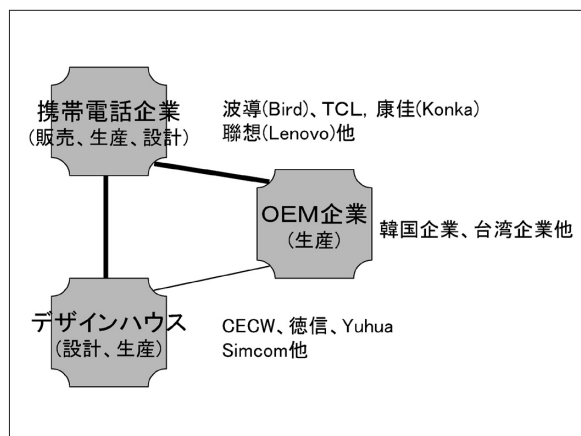 携帯電話企業
(販売、生産、設計)
波導(Bird)、TCL, 康佳(Konka)
聯想(Lenovo)他
OEM企業
(生産)
韓国企業、台湾企業他
デザインハウス
(設計、生産)
CECW、徳信、Yuhua
Simcom他